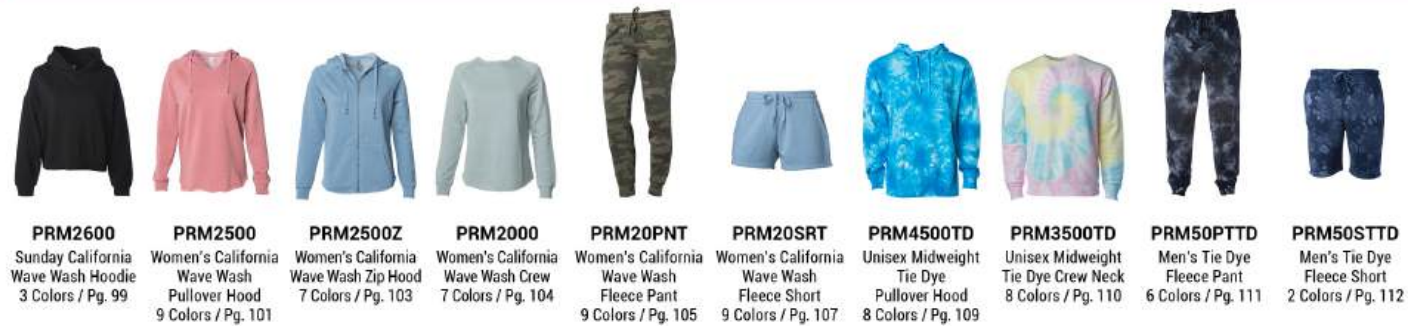 PRM2600
Sunday California
Wave Wash Hoodie
3 Colors / Pg. 99
PRM2500
Women's California
Wave Wash
Pullover Hood
9 Colors / Pg. 101
PRM2500Z
Women's California
Wave Wash Zip Hood
7 Colors / Pg. 103
PRM2000
Women's California
Wave Wash Crew
7 Colors / Pg. 104
PRM20PNT
Women's California
Wave Wash
Fleece Pant
9 Colors / Pg. 105
PRM20SRT
Women's California
Wave Wash
Fleece Short
9 Colors / Pg. 107
PRM4500TD
Unisex Midweight
Tie Dye
Pullover Hood
8 Colors / Pg. 109
PRM3500TD
Unisex Midweight
Tie Dye Crew Neck
8 Colors / Pg. 110
PRM50PTTD
Men's Tie Dye
Fleece Pant
6 Colors / Pg. 111
PRM50STTD
Men's Tie Dye
Fleece Short
2 Colors / Pg. 112